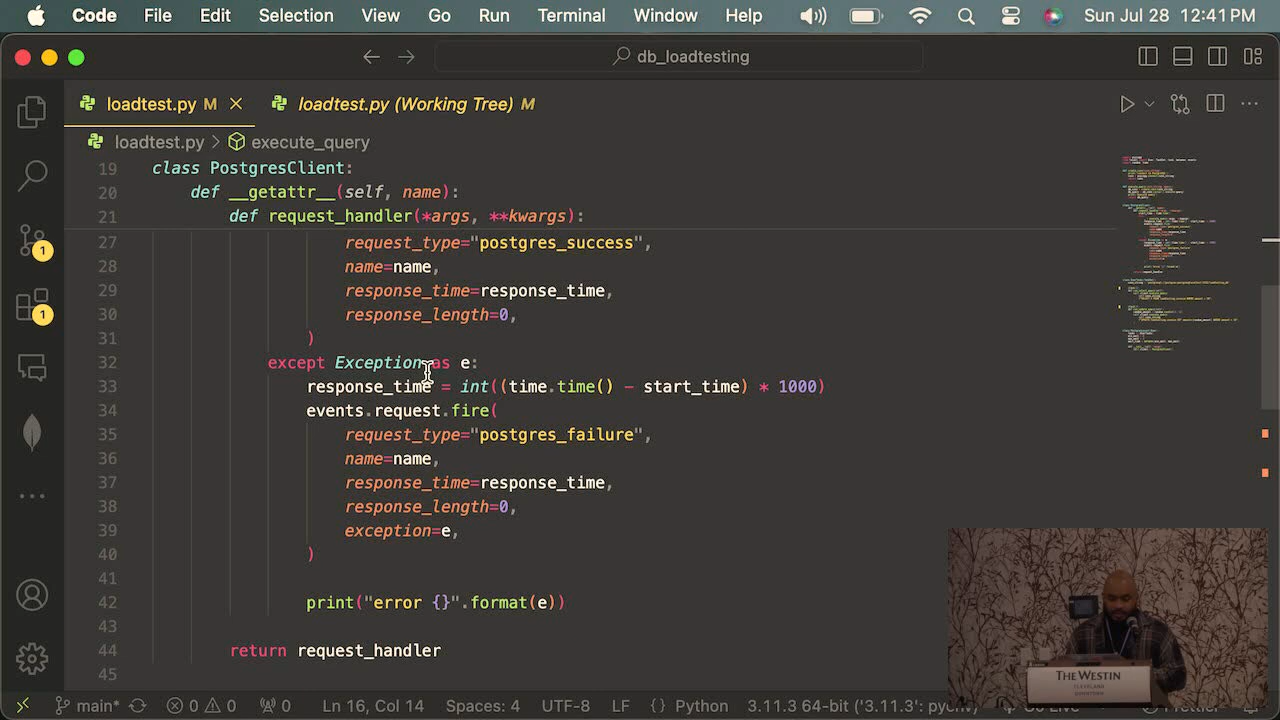 Code File Edit Selection View Go Run Terminal Window Help Sun Jul 28 12:41 PM
db_loadtesting
loadtest.py M loadtest.py (Working Tree) M
loadtest.py > execute_query
19 class PostgresClient:
20 def __getattr__(self, name):
21 def request_handler(*args, **kwargs):
27 request_type="postgres_success",
28 name=name,
29 response_time=response_time,
30 response_length=0,
31 )
32 except Exception as e:
33 response_time = int((time.time() - start_time) * 1000)
34 events.request.fire(
35 request_type="postgres_failure",
36 name=name,
37 response_time=response_time,
38 response_length=0,
39 exception=e,
40 )
41
42 print("error {}".format(e))
43
44 return request_handler
45
1
1
main* 0 0 0 Ln 16, Col 14 Spaces: 4 UTF-8 LF {} Python 3.11.3 64-bit ('3.11.3': pyenv) Go Live Prettier
THE WESTIN
CLEVELAND
DOWNTOWN